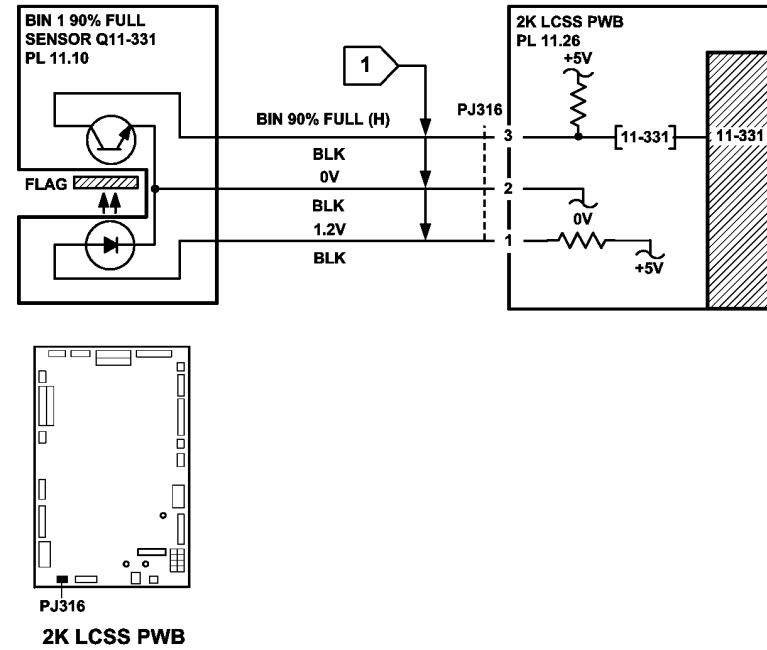 BIN 1 90% FULL
SENSOR Q11-331
PL 11.10
FLAG
1
BIN 90% FULL (H)
BLK
0V
BLK
1.2V
BLK
PJ316
3
2
1
2K LCSS PWB
PL 11.26
+5V
11-331
11-331
0V
+5V
PJ316
2K LCSS PWB